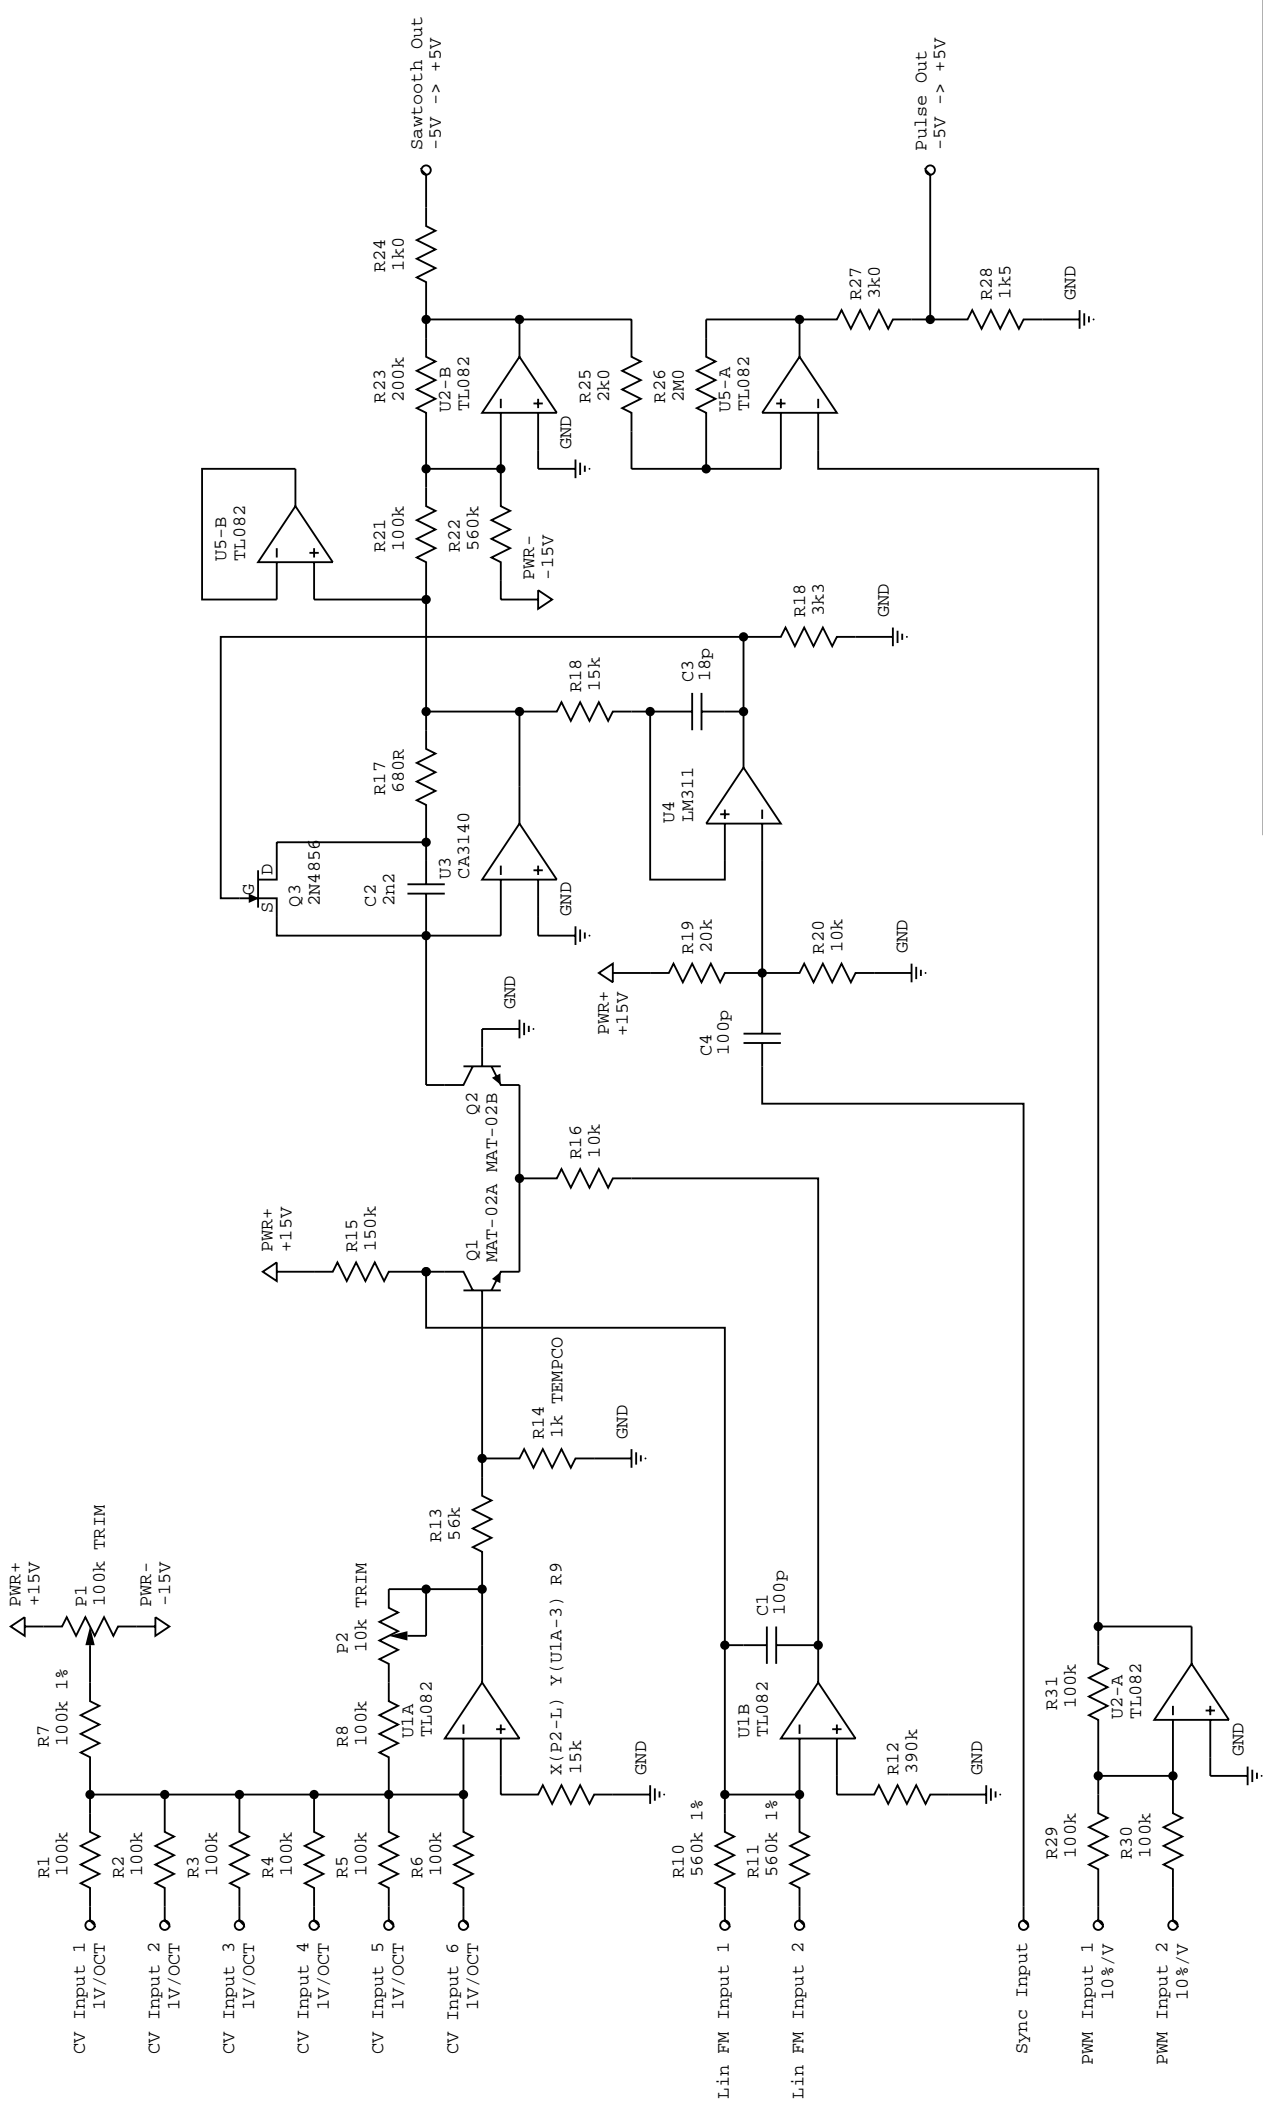 CV Input 1
1V/OCT
CV Input 2
1V/OCT
CV Input 3
1V/OCT
CV Input 4
1V/OCT
CV Input 5
1V/OCT
CV Input 6
1V/OCT
Lin FM Input 1
Lin FM Input 2
Sync Input
PWM Input 1
10%/V
PWM Input 2
10%/V
R1
100k
R2
100k
R3
100k
R4
100k
R5
100k
R6
100k
R7
100k 1%
PWR+
+15V
P1
100k TRIM
PWR-
-15V
R8
100k
P2
10k TRIM
U1A
TL082
-
+
X(P2-L) Y(U1A-3) R9
15k
GND
R10
560k 1%
R11
560k 1%
U1B
TL082
-
+
C1
100p
R12
390k
GND
R29
100k
R30
100k
R31
100k
U2-A
TL082
-
+
GND
R13
56k
R14
1k TEMPCO
GND
PWR+
+15V
R15
150k
Q1
MAT-02A
Q2
MAT-02B
GND
R16
10k
C4
100p
PWR+
+15V
R19
20k
R20
10k
GND
G
S
D
Q3
2N4856
C2
2n2
U3
CA3140
-
+
GND
R17
680R
R18
15k
U4
LM311
+
-
C3
18p
R18
3k3
GND
U5-B
TL082
-
+
R21
100k
R22
560k
PWR-
-15V
R23
200k
U2-B
TL082
-
+
GND
R24
1k0
Sawtooth Out
-5V -> +5V
R25
2k0
R26
2M0
U5-A
TL082
+
-
R27
3k0
R28
1k5
GND
Pulse Out
-5V -> +5V